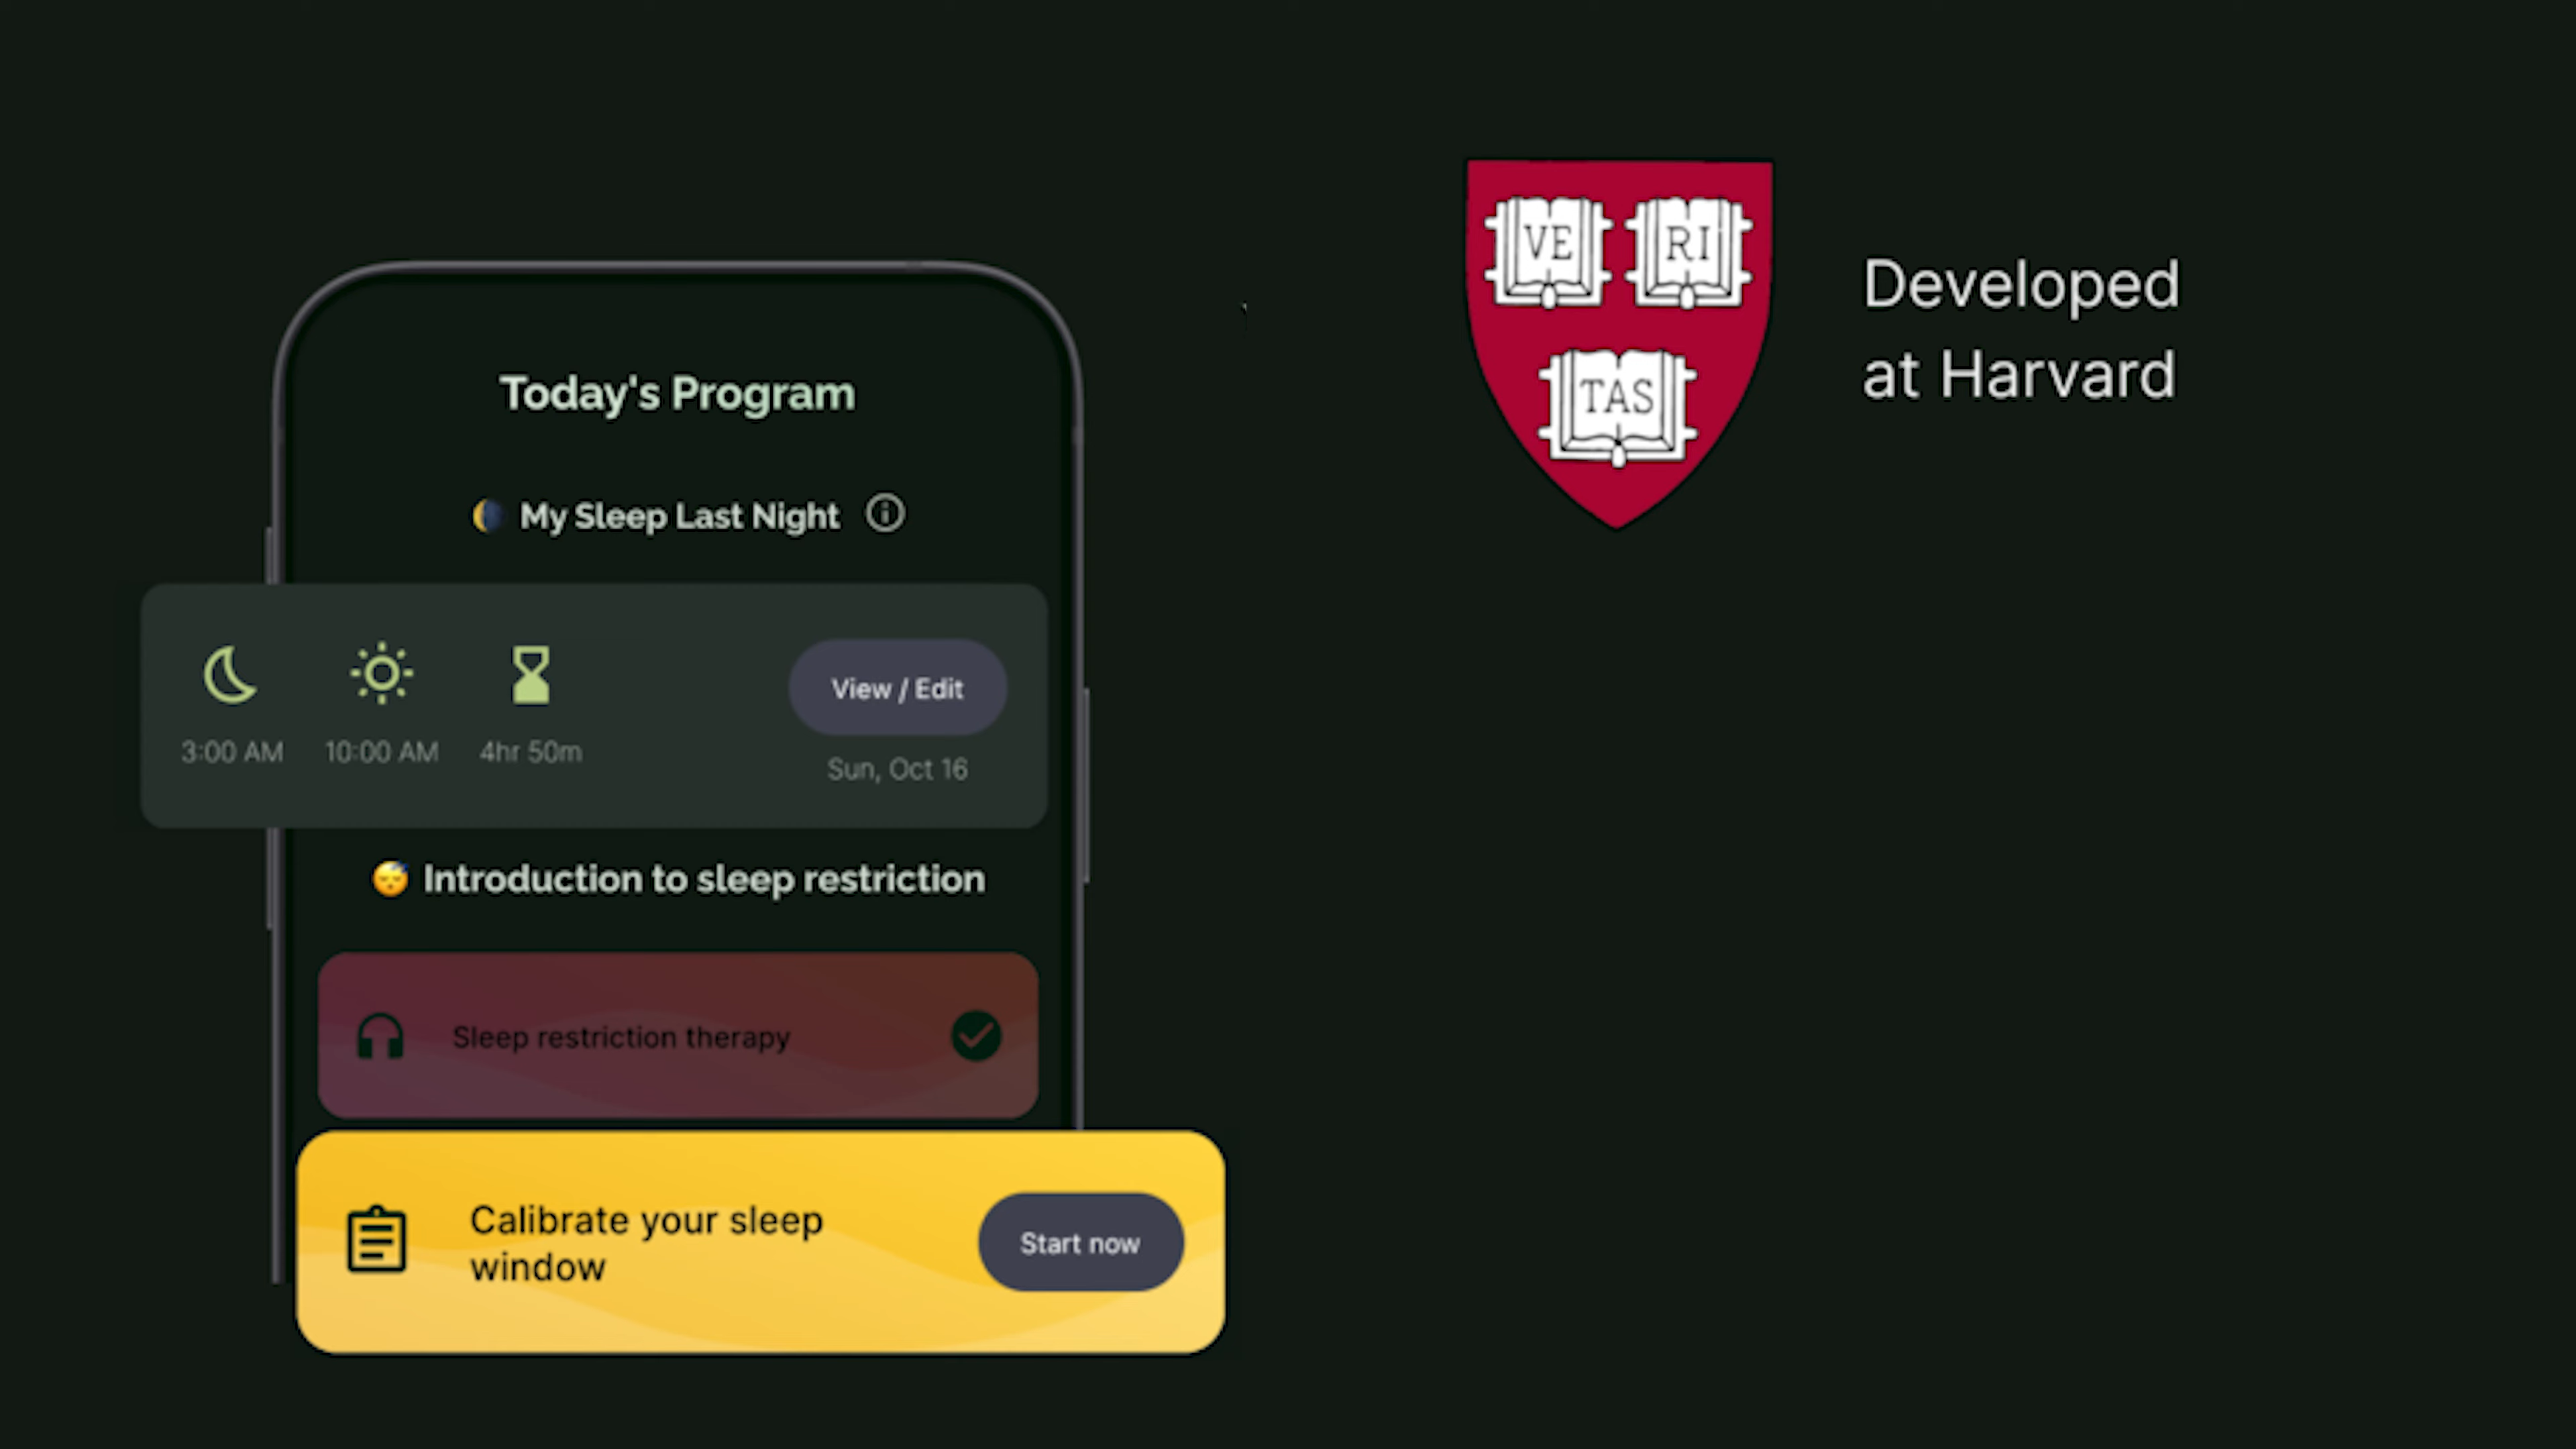 Today's Program
My Sleep Last Night
3:00 AM 10:00 AM 4hr 50m
View / Edit
Sun, Oct 16
Introduction to sleep restriction
Sleep restriction therapy
Calibrate your sleep
window
Start now
VE RI
TAS
Developed
at Harvard